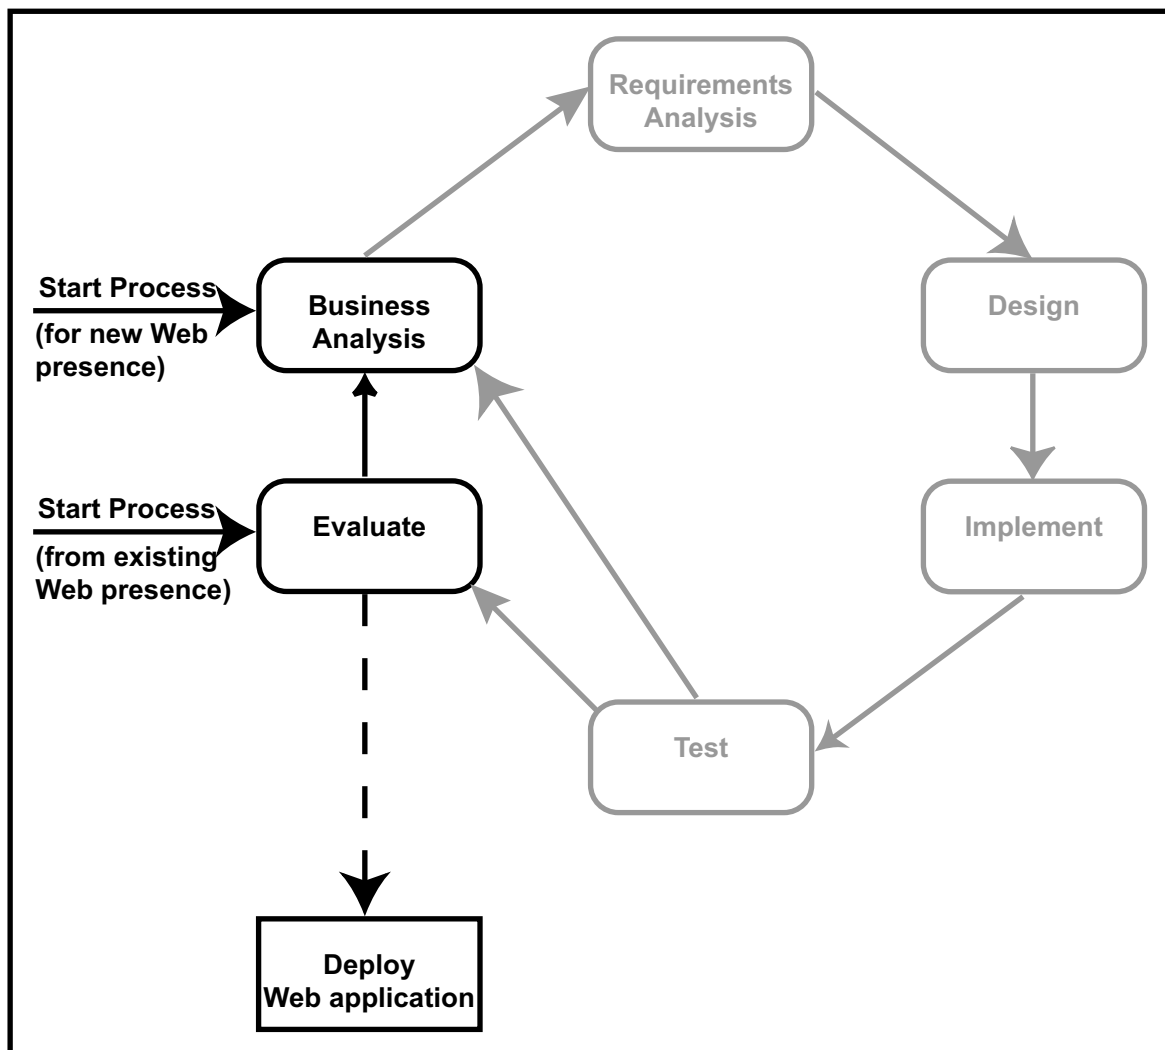 Requirements
Analysis
Start Process
(for new Web
presence)
Business
Analysis
Design
Start Process
(from existing
Web presence)
Evaluate
Implement
Test
Deploy
Web application